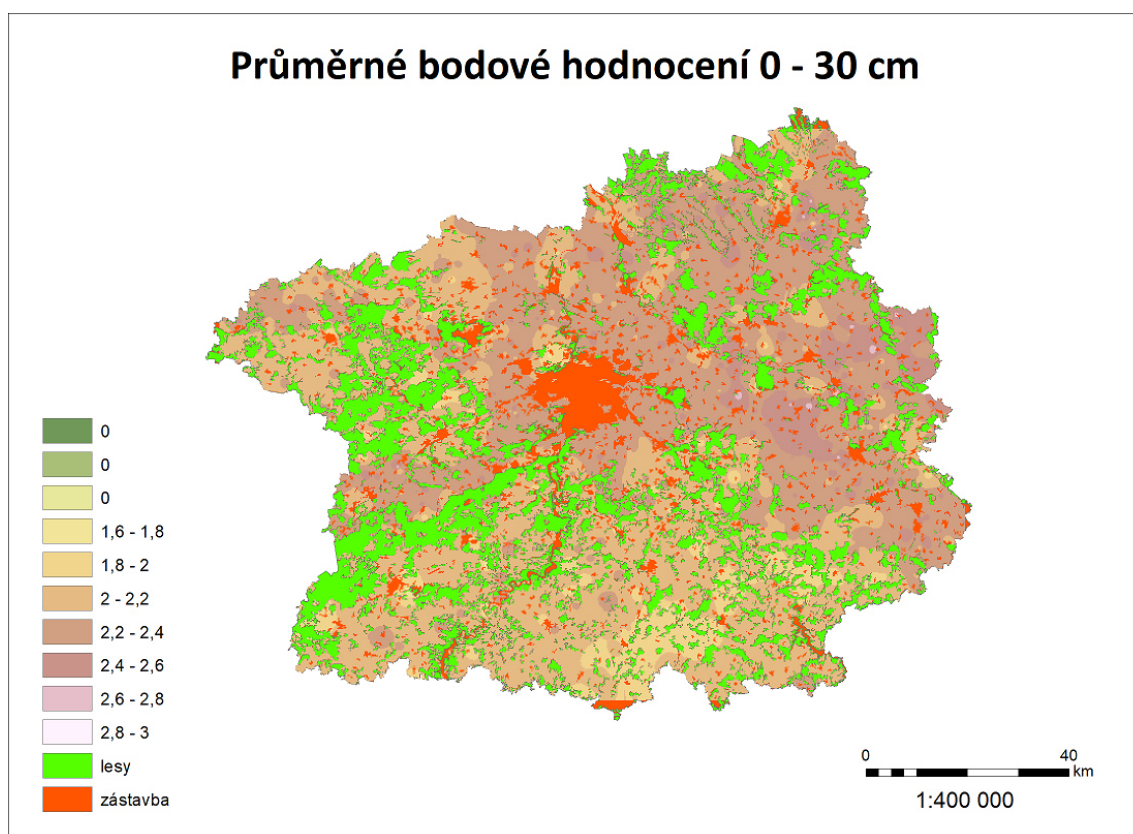 Průměrné bodové hodnocení 0 - 30 cm
0
0
0
1,6 - 1,8
1,8 - 2
2 - 2,2
2,2 - 2,4
2,4 - 2,6
2,6 - 2,8
2,8 - 3
lesy
zástavba
0 40
km
1:400 000